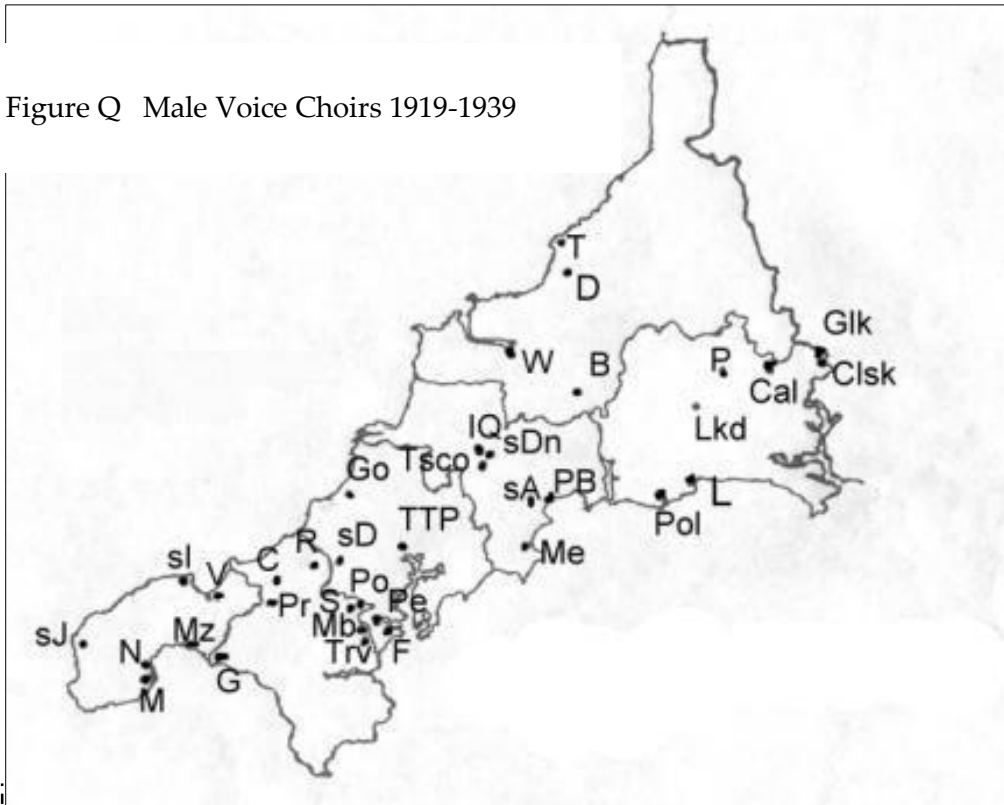 Figure Q Male Voice Choirs 1919-1939
T
D
Glk
W
B
P
Cal
Clsk
Lkd
lQ
sDn
Tsco
Go
sA
PB
L
Pol
TTP
sD
R
Me
sI
V
C
Po
Pe
Pr
S
Mb
sJ
Mz
Trv
F
N
G
M
i